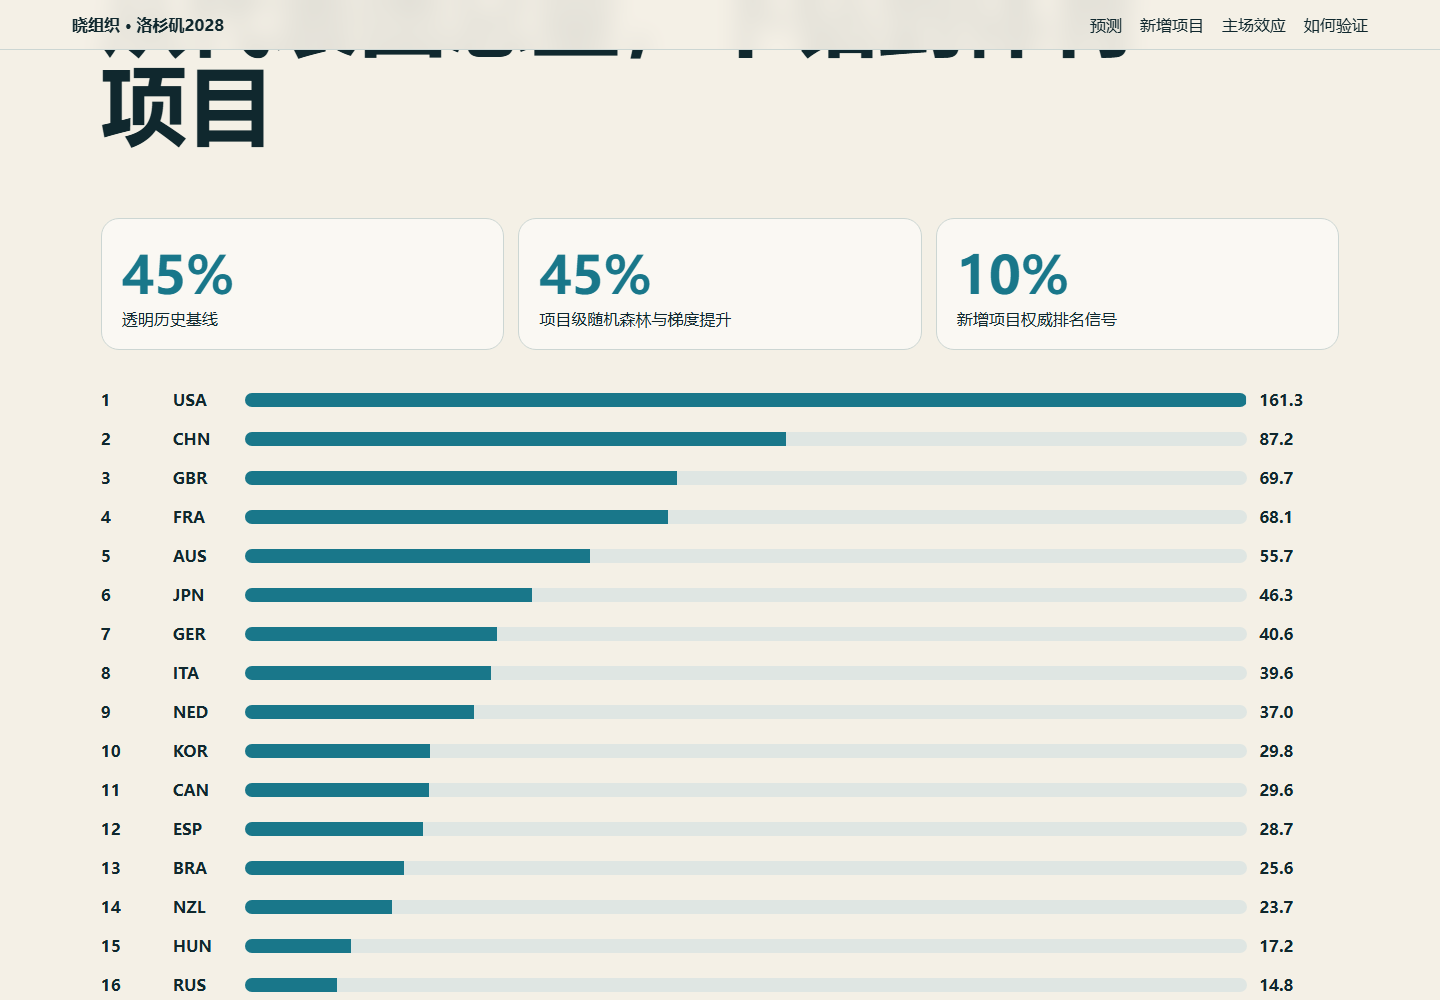 晓组织 • 洛杉矶2028
预测 新增项目 主场效应 如何验证
项目
45%
透明历史基线
45%
项目级随机森林与梯度提升
10%
新增项目权威排名信号
1 USA 161.3
2 CHN 87.2
3 GBR 69.7
4 FRA 68.1
5 AUS 55.7
6 JPN 46.3
7 GER 40.6
8 ITA 39.6
9 NED 37.0
10 KOR 29.8
11 CAN 29.6
12 ESP 28.7
13 BRA 25.6
14 NZL 23.7
15 HUN 17.2
16 RUS 14.8